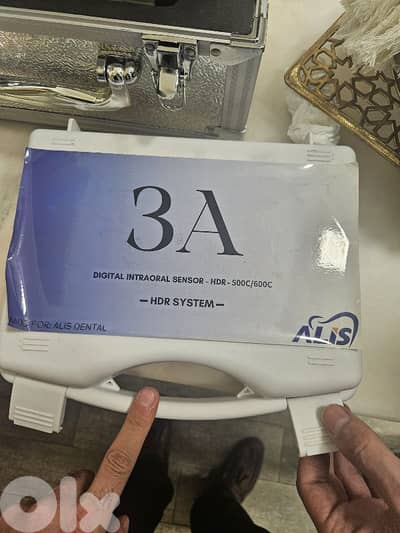 3A
DIGITAL INTRAORAL SENSOR - HDR - 500C/600C
— HDR SYSTEM —
FOR: ALIS DENTAL
ALiS
olx